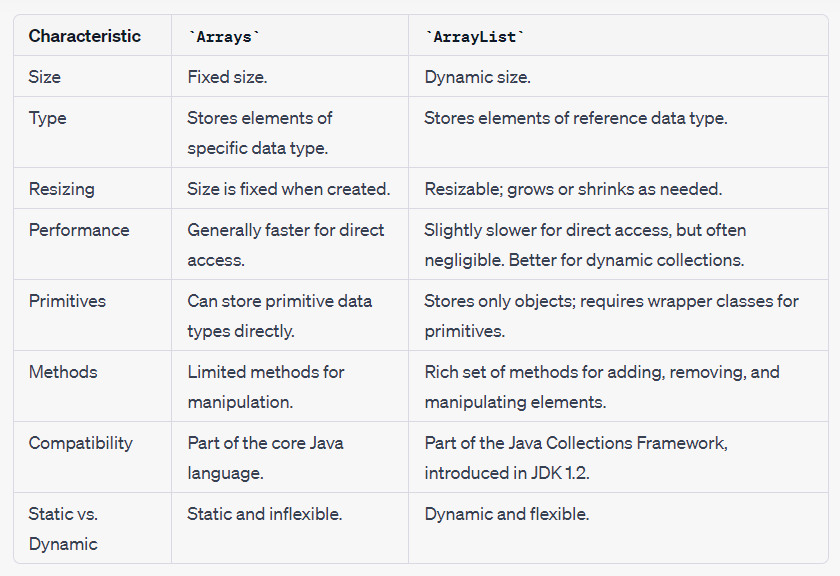 Characteristic `Arrays` `ArrayList`
Size Fixed size. Dynamic size.
Type Stores elements of Stores elements of reference data type.
specific data type.
Resizing Size is fixed when created. Resizable; grows or shrinks as needed.
Performance Generally faster for direct Slightly slower for direct access, but often
access. negligible. Better for dynamic collections.
Primitives Can store primitive data Stores only objects; requires wrapper classes for
types directly. primitives.
Methods Limited methods for Rich set of methods for adding, removing, and
manipulation. manipulating elements.
Compatibility Part of the core Java Part of the Java Collections Framework,
language. introduced in JDK 1.2.
Static vs. Static and inflexible. Dynamic and flexible.
Dynamic